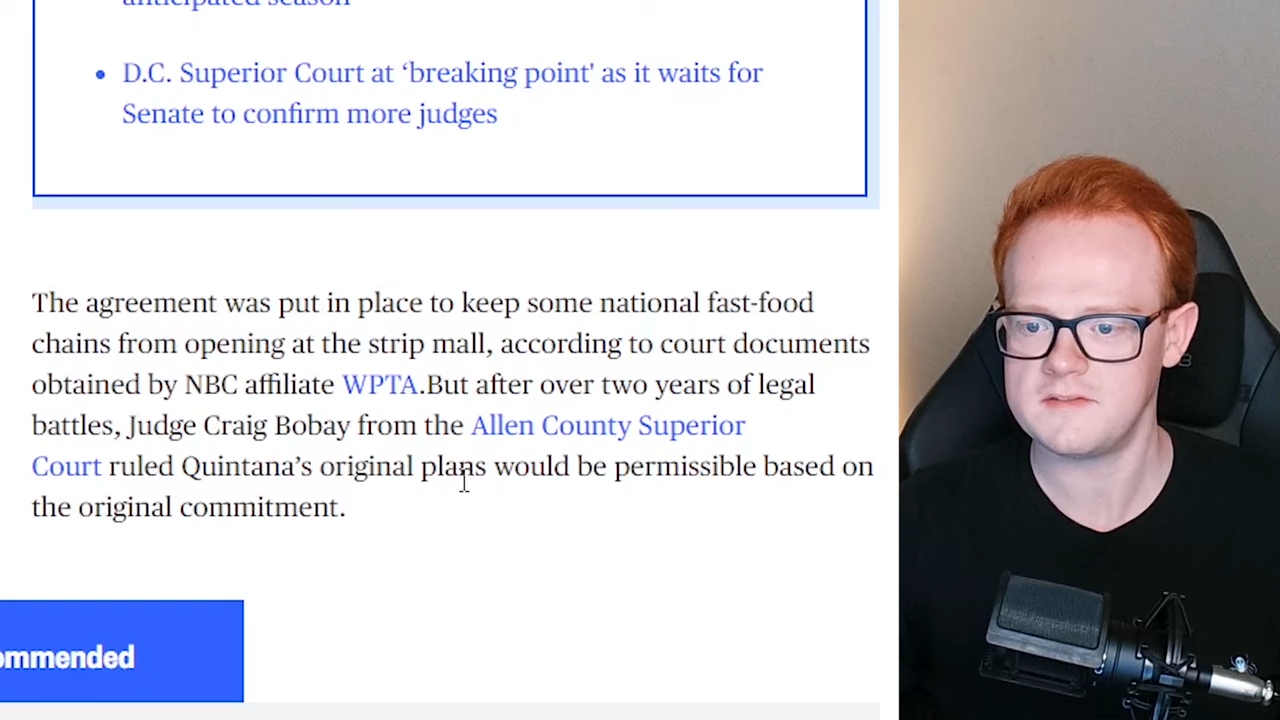 anticipated season
D.C. Superior Court at ‘breaking point' as it waits for
Senate to confirm more judges
The agreement was put in place to keep some national fast-food
chains from opening at the strip mall, according to court documents
obtained by NBC affiliate WPTA.But after over two years of legal
battles, Judge Craig Bobay from the Allen County Superior
Court ruled Quintana’s original plans would be permissible based on
the original commitment.
ommended